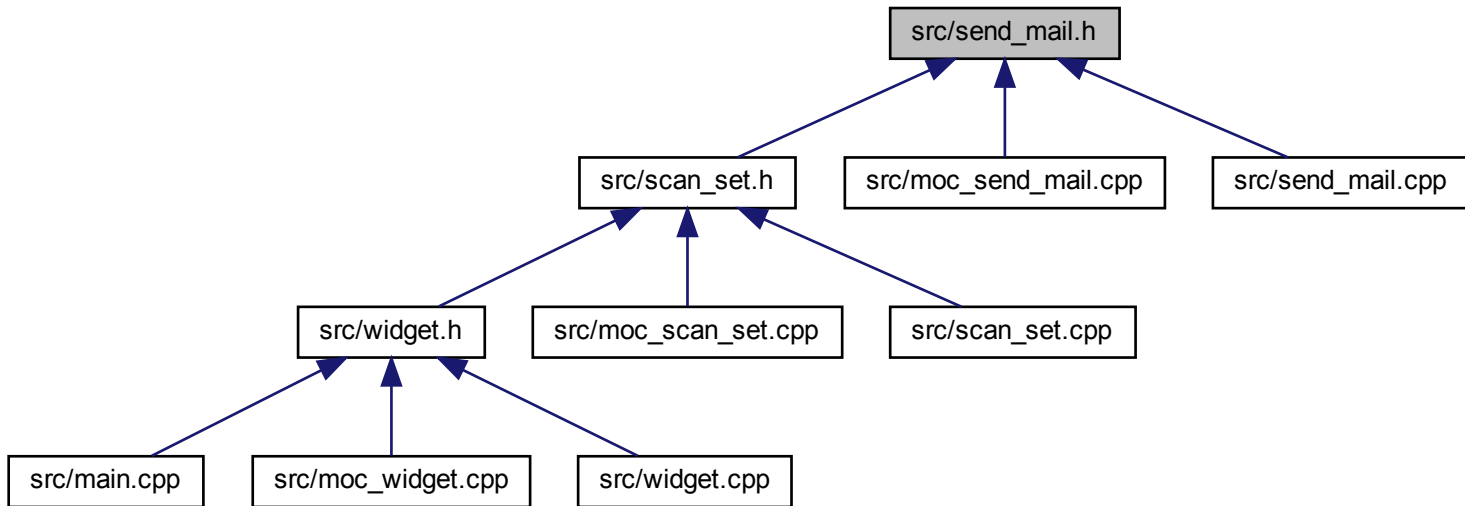 src/send_mail.h
src/scan_set.h
src/moc_send_mail.cpp
src/send_mail.cpp
src/widget.h
src/moc_scan_set.cpp
src/scan_set.cpp
src/main.cpp
src/moc_widget.cpp
src/widget.cpp